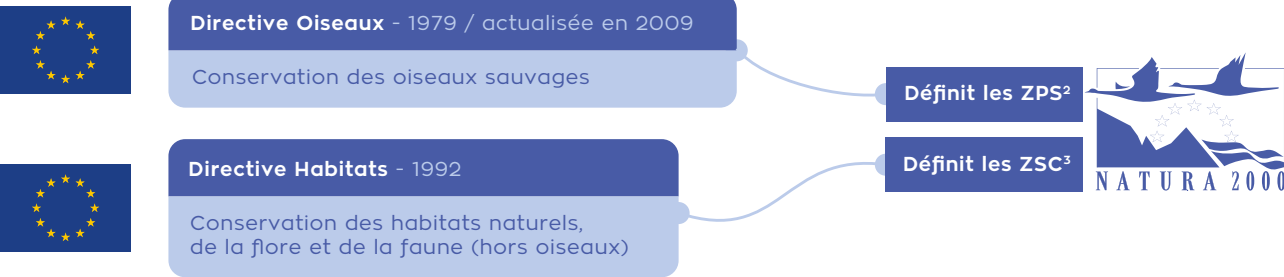 Directive Oiseaux - 1979 / actualisée en 2009
Conservation des oiseaux sauvages
Définit les ZPS²
Directive Habitats - 1992
Conservation des habitats naturels,
de la flore et de la faune (hors oiseaux)
Définit les ZSC³
NATURA 2000